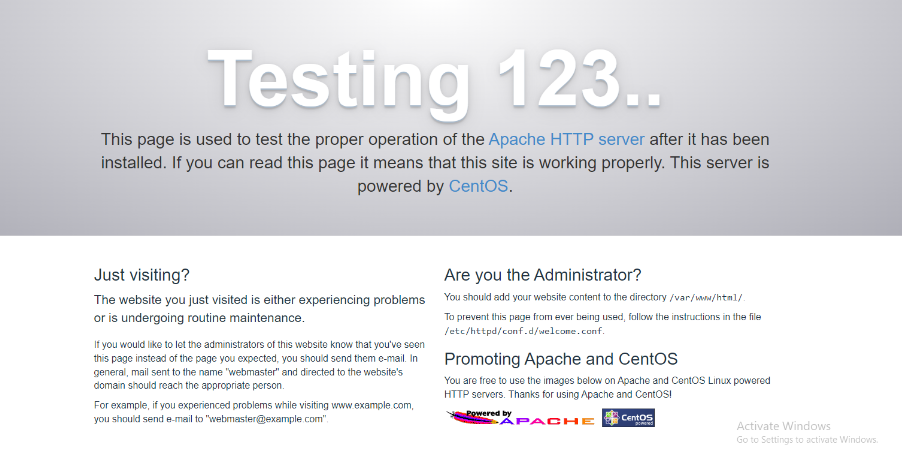 Testing 123..
This page is used to test the proper operation of the Apache HTTP server after it has been
installed. If you can read this page it means that this site is working properly. This server is
powered by CentOS.
Just visiting?
The website you just visited is either experiencing problems
or is undergoing routine maintenance.
If you would like to let the administrators of this website know that you've seen
this page instead of the page you expected, you should send them e-mail. In
general, mail sent to the name "webmaster" and directed to the website's
domain should reach the appropriate person.
For example, if you experienced problems while visiting www.example.com,
you should send e-mail to "webmaster@example.com".
Are you the Administrator?
You should add your website content to the directory /var/www/html/.
To prevent this page from ever being used, follow the instructions in the file
/etc/httpd/conf.d/welcome.conf.
Promoting Apache and CentOS
You are free to use the images below on Apache and CentOS Linux powered
HTTP servers. Thanks for using Apache and CentOS!
Powered by
APACHE
CentOS
powered
Activate Windows
Go to Settings to activate Windows.